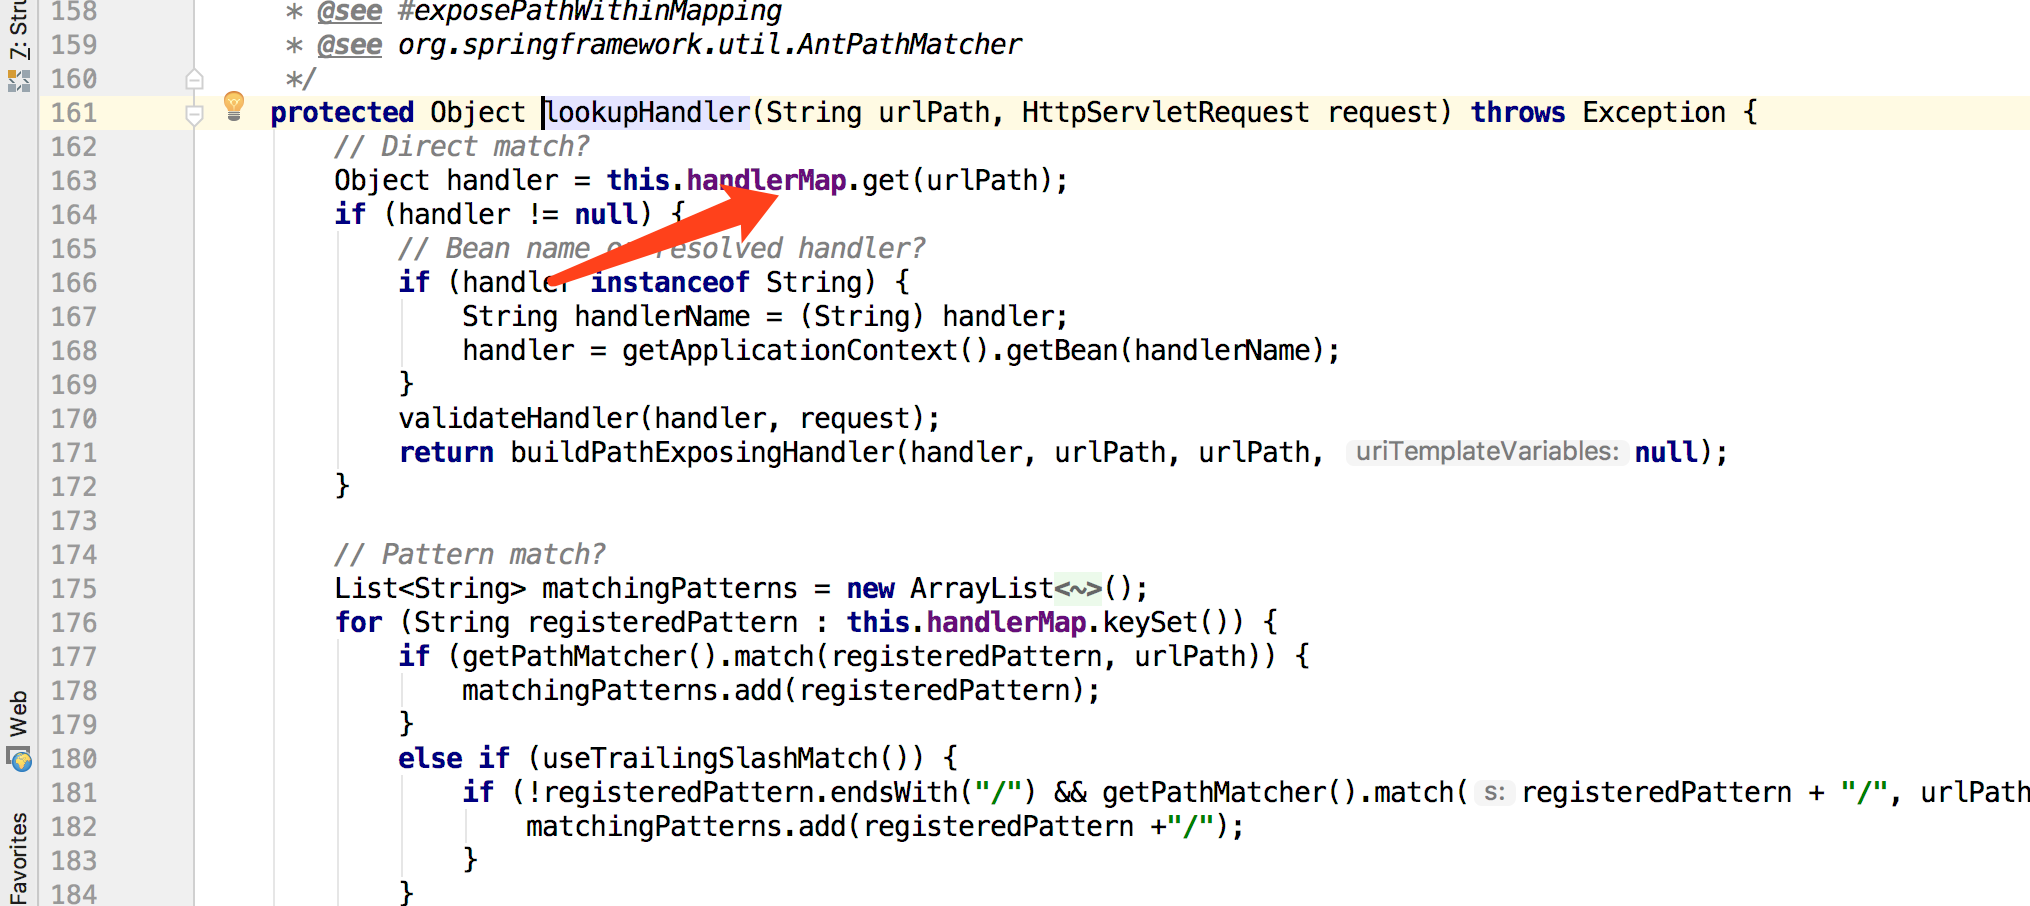 Z: Stru
Web
Favorites
158 * @see #exposePathWithinMapping
159 * @see org.springframework.util.AntPathMatcher
160 */
161 protected Object lookupHandler(String urlPath, HttpServletRequest request) throws Exception {
162 // Direct match?
163 Object handler = this.handlerMap.get(urlPath);
164 if (handler != null) {
165 // Bean name or resolved handler?
166 if (handler instanceof String) {
167 String handlerName = (String) handler;
168 handler = getApplicationContext().getBean(handlerName);
169 }
170 validateHandler(handler, request);
171 return buildPathExposingHandler(handler, urlPath, urlPath, uriTemplateVariables: null);
172 }
173
174 // Pattern match?
175 List<String> matchingPatterns = new ArrayList<~>();
176 for (String registeredPattern : this.handlerMap.keySet()) {
177 if (getPathMatcher().match(registeredPattern, urlPath)) {
178 matchingPatterns.add(registeredPattern);
179 }
180 else if (useTrailingSlashMatch()) {
181 if (!registeredPattern.endsWith("/") && getPathMatcher().match( s: registeredPattern + "/", urlPath
182 matchingPatterns.add(registeredPattern +"/");
183 }
184 }